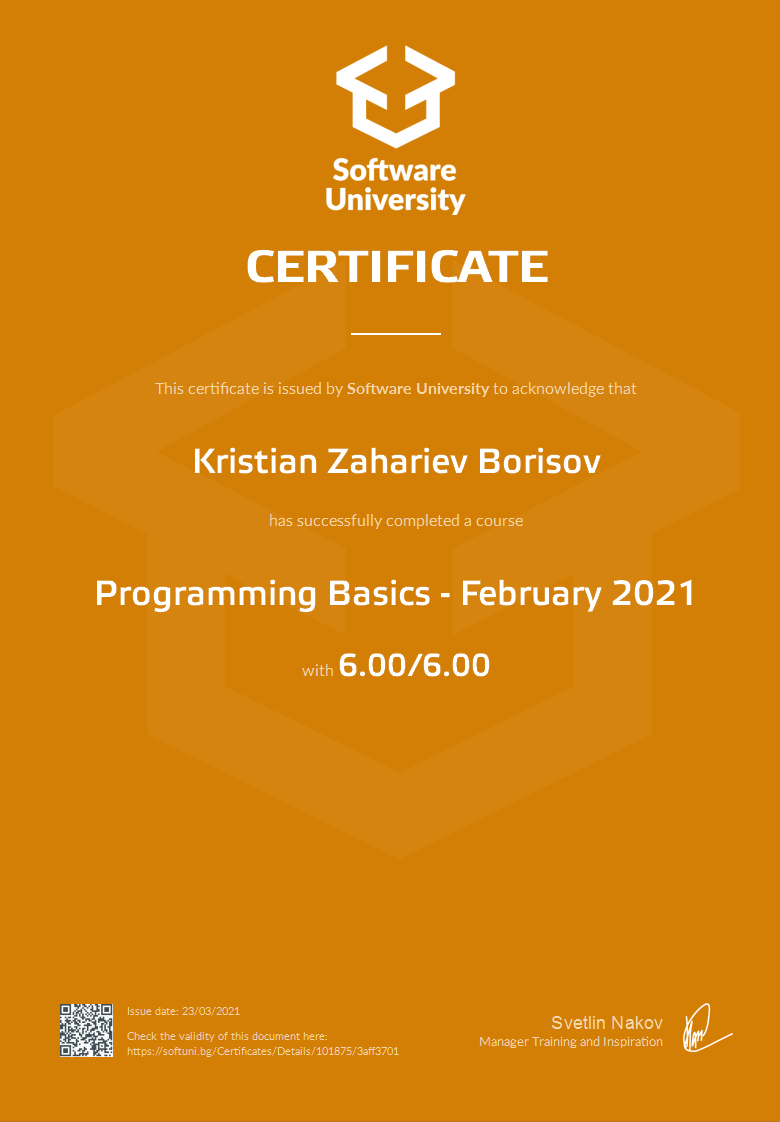 Software
University
CERTIFICATE
This certificate is issued by Software University to acknowledge that
Kristian Zahariev Borisov
has successfully completed a course
Programming Basics - February 2021
with 6.00/6.00
Issue date: 23/03/2021
Check the validity of this document here:
https://softuni.bg/Certificates/Details/101875/3aff3701
Svetlin Nakov
Manager Training and Inspiration